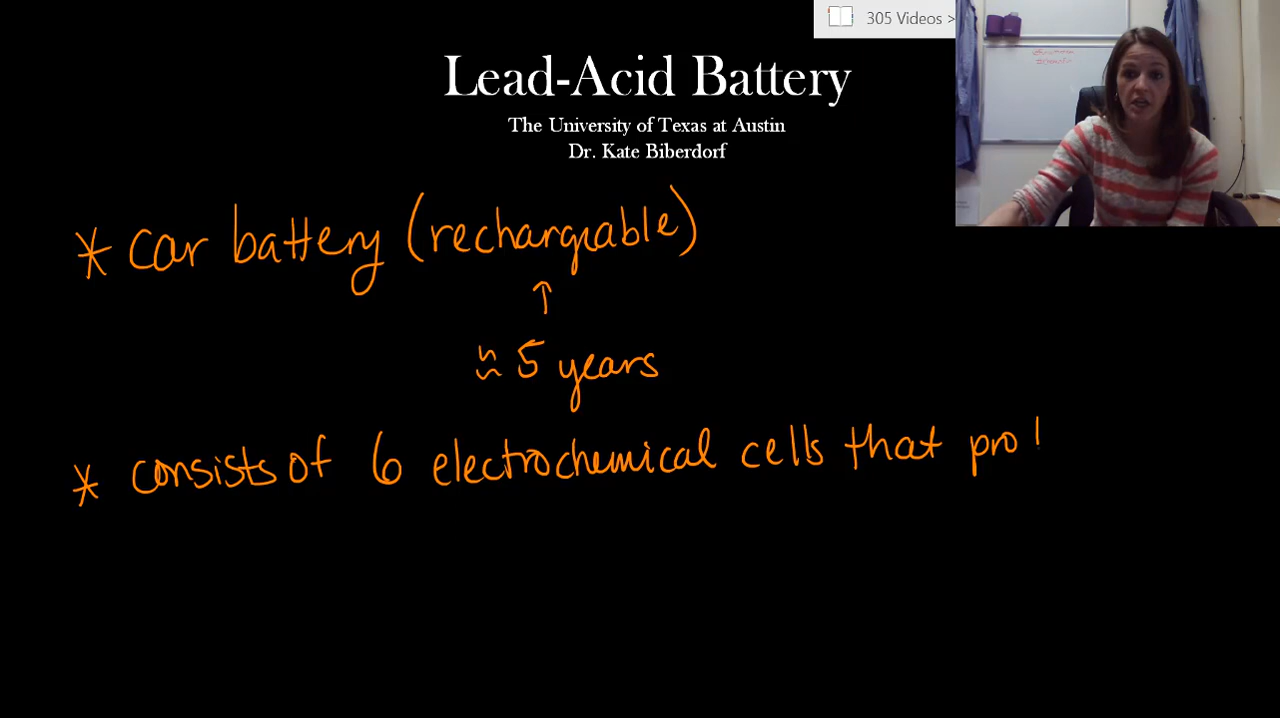 305 Videos >
Lead-Acid Battery
The University of Texas at Austin
Dr. Kate Biberdorf
* car battery (rechargeable)
↑
≈ 5 years
* consists of 6 electrochemical cells that pro